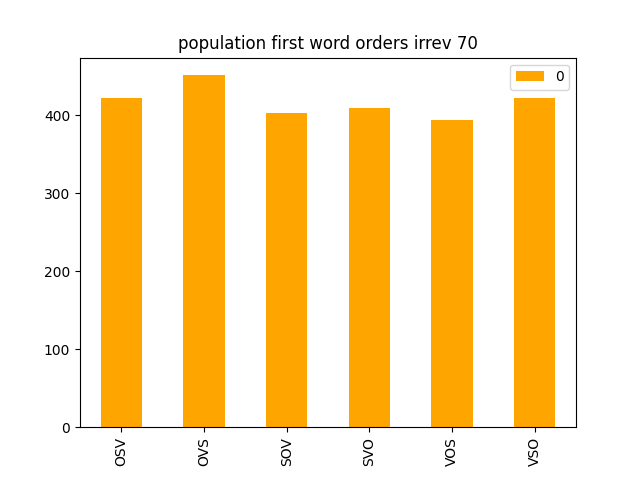 population first word orders irrev 70
0
400
300
200
100
0
OSV
OVS
SOV
SVO
VOS
VSO